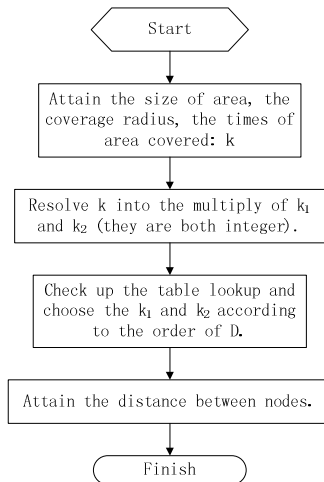 Start
Attain the size of area, the
coverage radius, the times of
area covered: k
Resolve k into the multiply of k₁
and k₂ (they are both integer).
Check up the table lookup and
choose the k₁ and k₂ according
to the order of D.
Attain the distance between nodes.
Finish